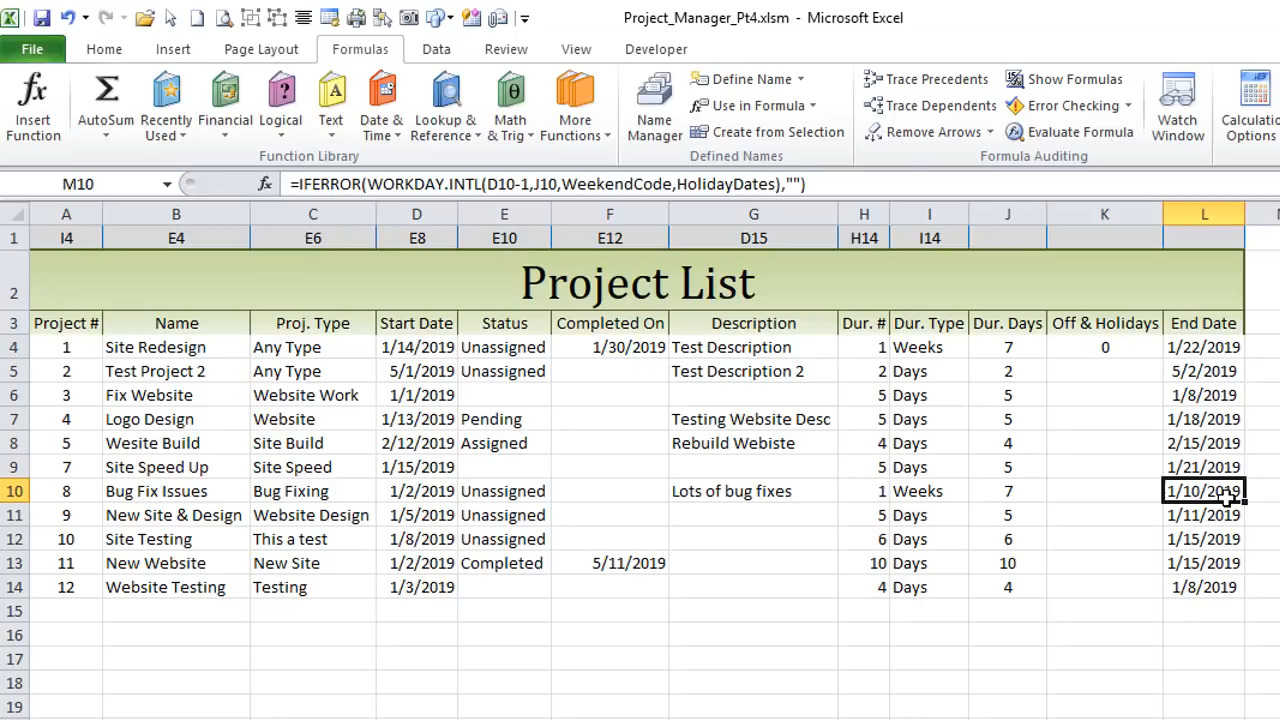 Project_Manager_Pt4.xlsm - Microsoft Excel
File Home Insert Page Layout Formulas Data Review View Developer
Insert Function
AutoSum
Recently Used
Financial
Logical
Text
Date & Time
Lookup & Reference
Math & Trig
More Functions
Function Library
Name Manager
Define Name
Use in Formula
Create from Selection
Defined Names
Trace Precedents
Trace Dependents
Remove Arrows
Show Formulas
Error Checking
Evaluate Formula
Formula Auditing
Watch Window
Calculatio
Options
M10 fx =IFERROR(WORKDAY.INTL(D10-1,J10,WeekendCode,HolidayDates),"")
A B C D E F G H I J K L
1 I4 E4 E6 E8 E10 E12 D15 H14 I14
2 Project List
3 Project # Name Proj. Type Start Date Status Completed On Description Dur. # Dur. Type Dur. Days Off & Holidays End Date
4 1 Site Redesign Any Type 1/14/2019 Unassigned 1/30/2019 Test Description 1 Weeks 7 0 1/22/2019
5 2 Test Project 2 Any Type 5/1/2019 Unassigned Test Description 2 2 Days 2 5/2/2019
6 3 Fix Website Website Work 1/1/2019 5 Days 5 1/8/2019
7 4 Logo Design Website 1/13/2019 Pending Testing Website Desc 5 Days 5 1/18/2019
8 5 Wesite Build Site Build 2/12/2019 Assigned Rebuild Webiste 4 Days 4 2/15/2019
9 7 Site Speed Up Site Speed 1/15/2019 5 Days 5 1/21/2019
10 8 Bug Fix Issues Bug Fixing 1/2/2019 Unassigned Lots of bug fixes 1 Weeks 7 1/10/2019
11 9 New Site & Design Website Design 1/5/2019 Unassigned 5 Days 5 1/11/2019
12 10 Site Testing This a test 1/8/2019 Unassigned 6 Days 6 1/15/2019
13 11 New Website New Site 1/2/2019 Completed 5/11/2019 10 Days 10 1/15/2019
14 12 Website Testing Testing 1/3/2019 4 Days 4 1/8/2019
15
16
17
18
19